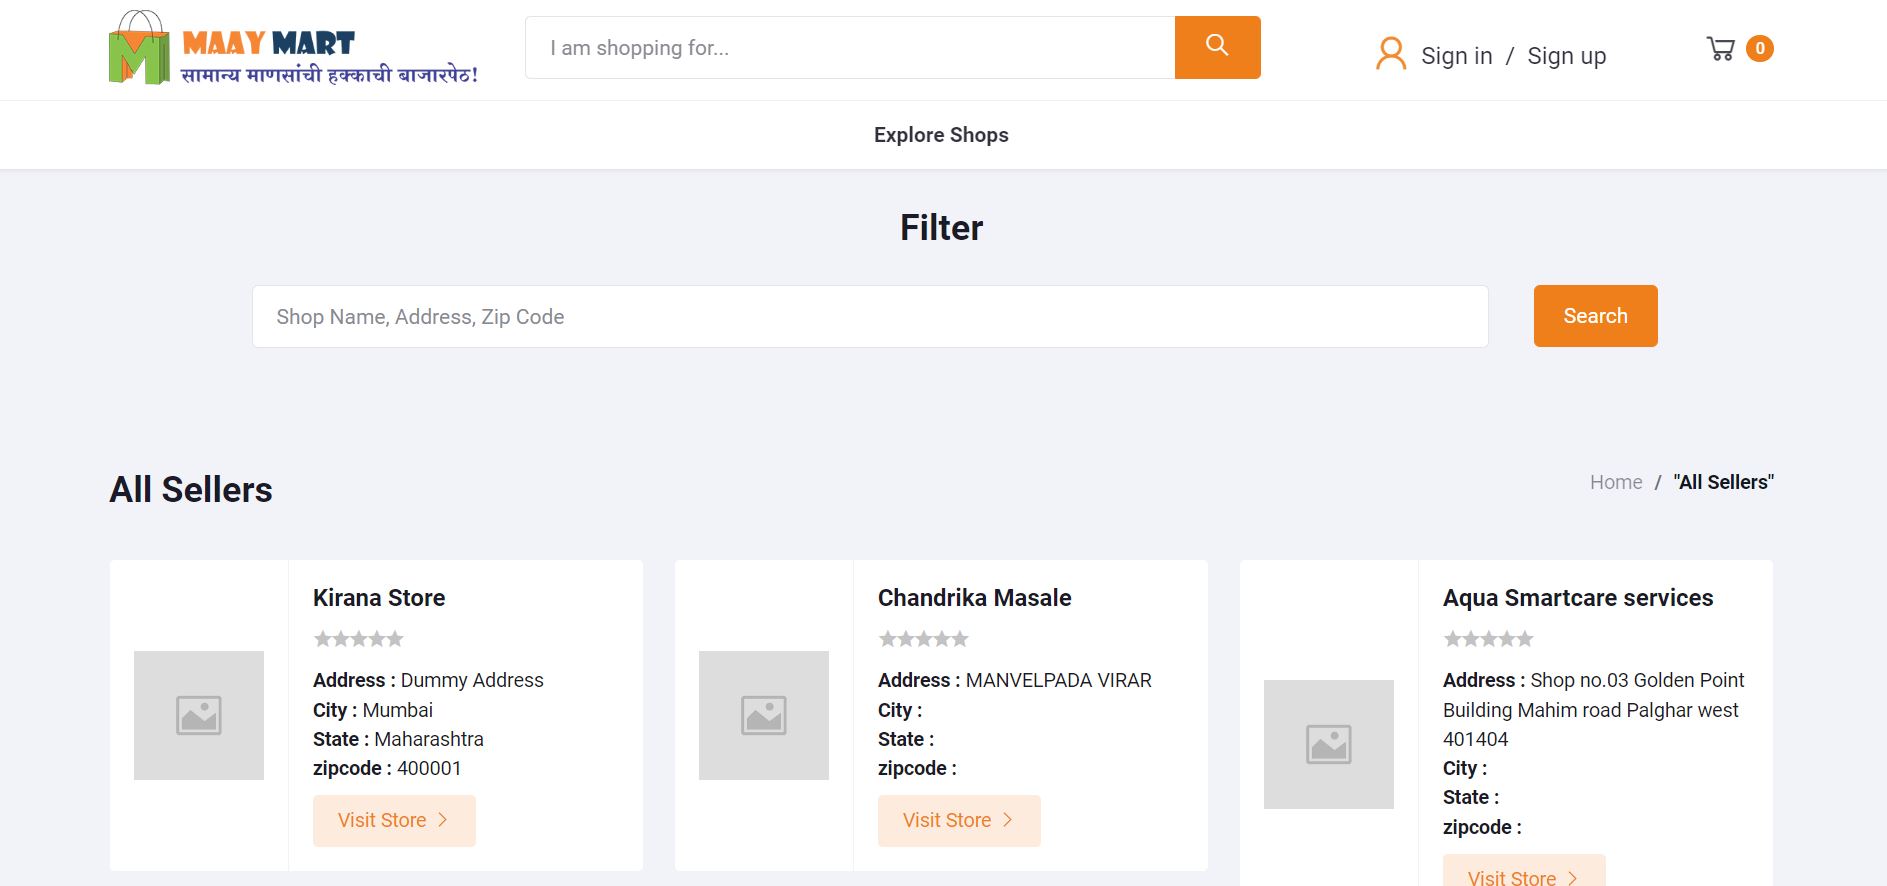 MAAY MART
सामान्य माणसांची हक्काची बाजारपेठ!
I am shopping for...
Sign in / Sign up
0
Explore Shops
Filter
Shop Name, Address, Zip Code
Search
All Sellers
Home / "All Sellers"
Kirana Store
Address : Dummy Address
City : Mumbai
State : Maharashtra
zipcode : 400001
Visit Store
Chandrika Masale
Address : MANVELPADA VIRAR
City :
State :
zipcode :
Visit Store
Aqua Smartcare services
Address : Shop no.03 Golden Point
Building Mahim road Palghar west
401404
City :
State :
zipcode :
Visit Store